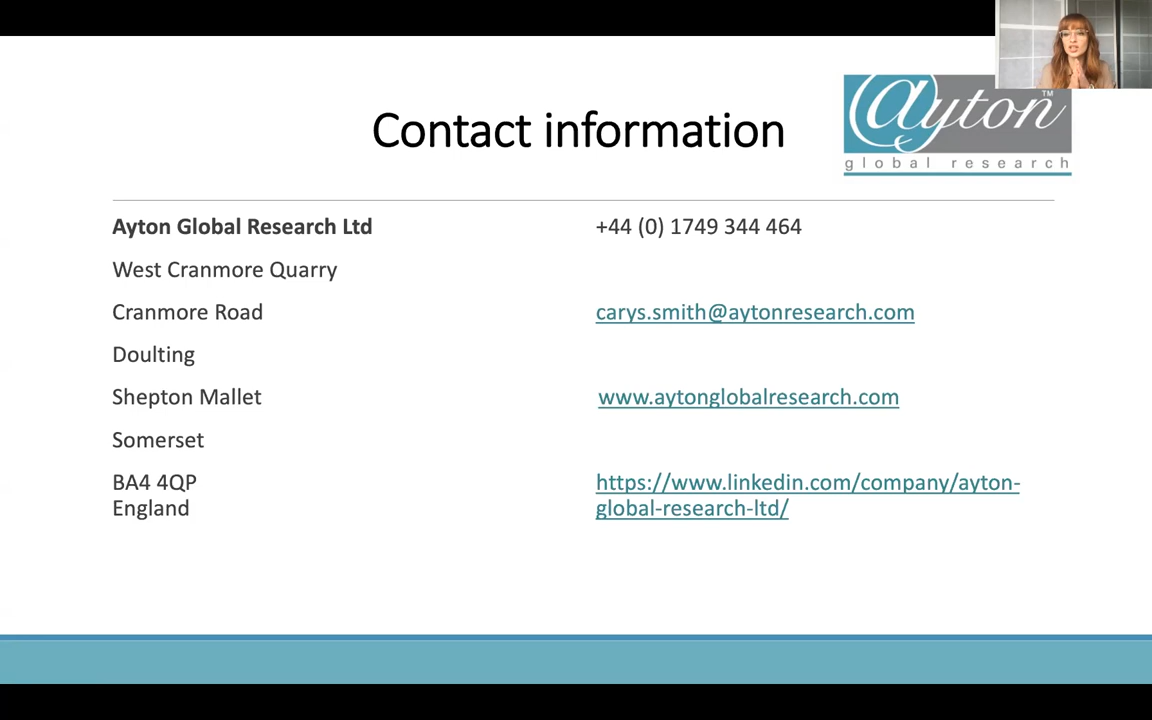 Contact information
@yton™
global research
Ayton Global Research Ltd
West Cranmore Quarry
Cranmore Road
Doulting
Shepton Mallet
Somerset
BA4 4QP
England
+44 (0) 1749 344 464
carys.smith@aytonresearch.com
www.aytonglobalresearch.com
https://www.linkedin.com/company/ayton-
global-research-ltd/